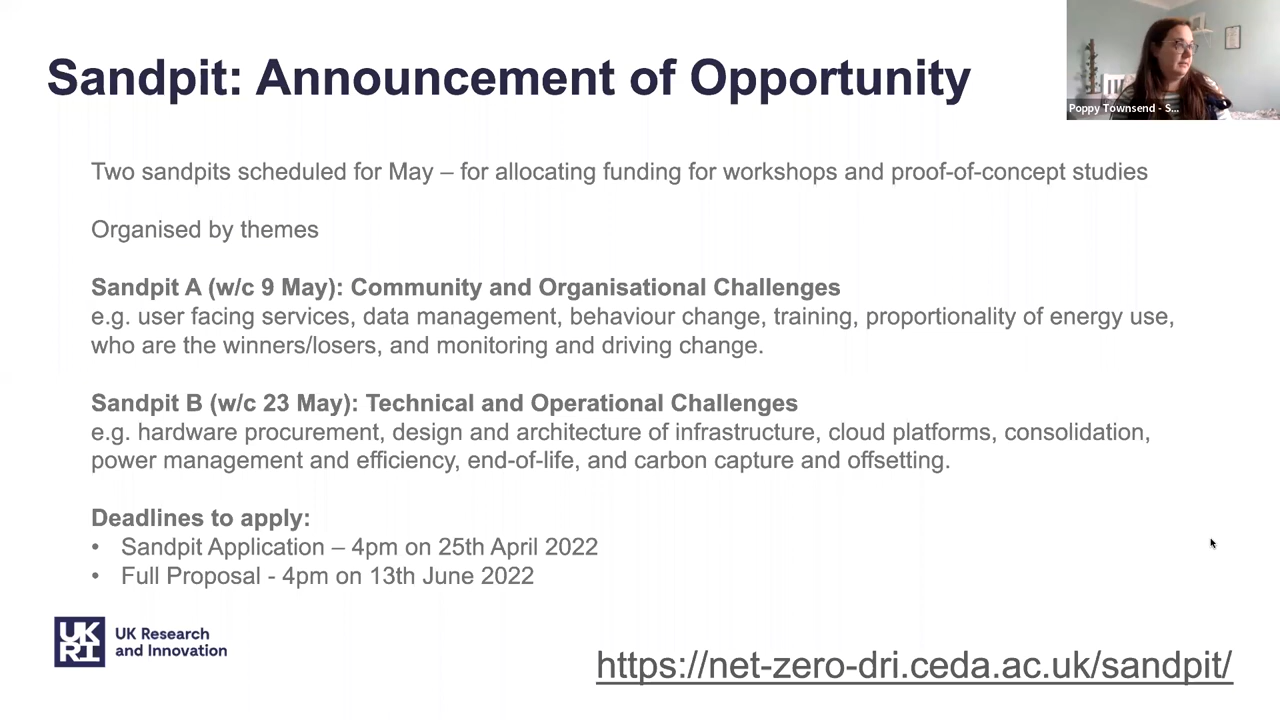 Sandpit: Announcement of Opportunity
Poppy Townsend - S...
Two sandpits scheduled for May – for allocating funding for workshops and proof-of-concept studies
Organised by themes
Sandpit A (w/c 9 May): Community and Organisational Challenges
e.g. user facing services, data management, behaviour change, training, proportionality of energy use,
who are the winners/losers, and monitoring and driving change.
Sandpit B (w/c 23 May): Technical and Operational Challenges
e.g. hardware procurement, design and architecture of infrastructure, cloud platforms, consolidation,
power management and efficiency, end-of-life, and carbon capture and offsetting.
Deadlines to apply:
• Sandpit Application – 4pm on 25th April 2022
• Full Proposal - 4pm on 13th June 2022
UK
RI
UK Research
and Innovation
https://net-zero-dri.ceda.ac.uk/sandpit/